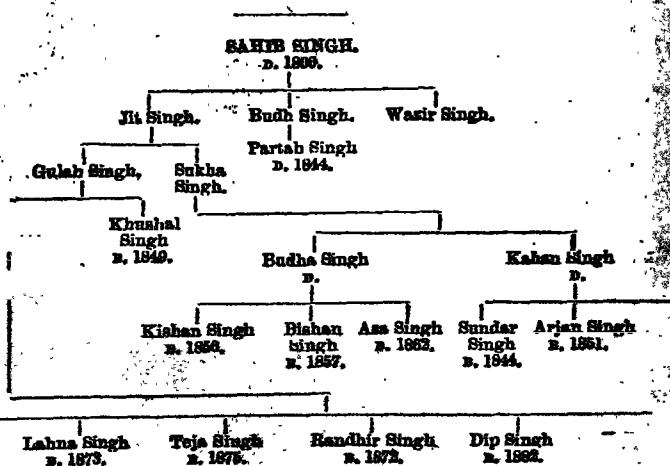 SAHIB SINGH.
D. 1800.
Jit Singh. Budh Singh. Wazir Singh.
Partab Singh
D. 1844.
Gulab Singh. Sukha
Singh.
Khushal
Singh
B. 1849.
Budha Singh Kahan Singh
D. D.
Kishan Singh Bishan Asa Singh Sundar Arjan Singh
B. 1856. Singh B. 1862. Singh B. 1851.
B. 1857. B. 1844.
Lahna Singh Teja Singh Randhir Singh Dip Singh
B. 1873. B. 1875. B. 1872. B. 1882.